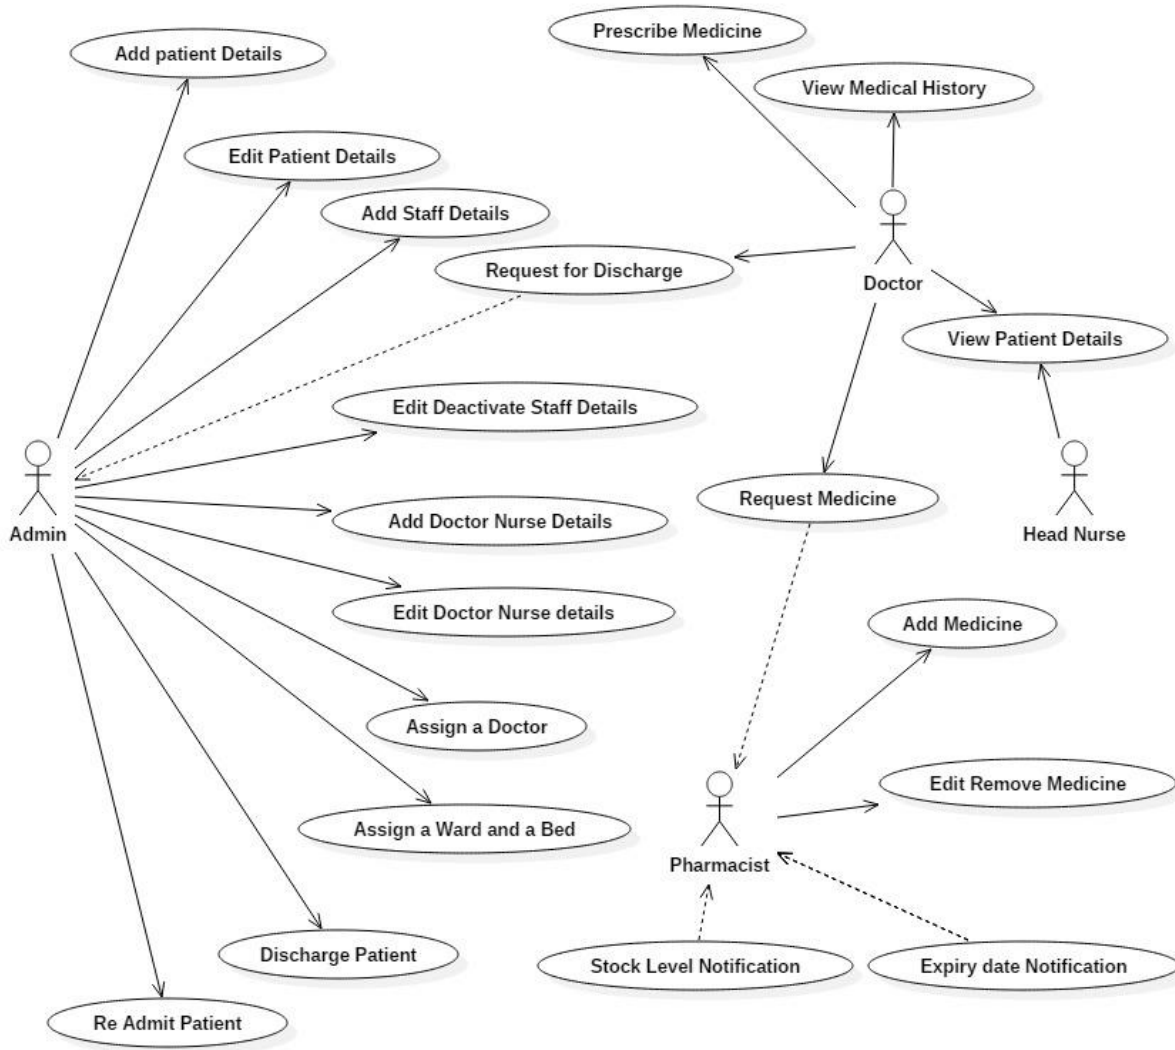 Prescribe Medicine
Add patient Details
View Medical History
Edit Patient Details
Add Staff Details
Request for Discharge
Doctor
View Patient Details
Edit Deactivate Staff Details
Request Medicine
Admin
Add Doctor Nurse Details
Head Nurse
Edit Doctor Nurse details
Add Medicine
Assign a Doctor
Edit Remove Medicine
Assign a Ward and a Bed
Pharmacist
Discharge Patient
Stock Level Notification
Expiry date Notification
Re Admit Patient